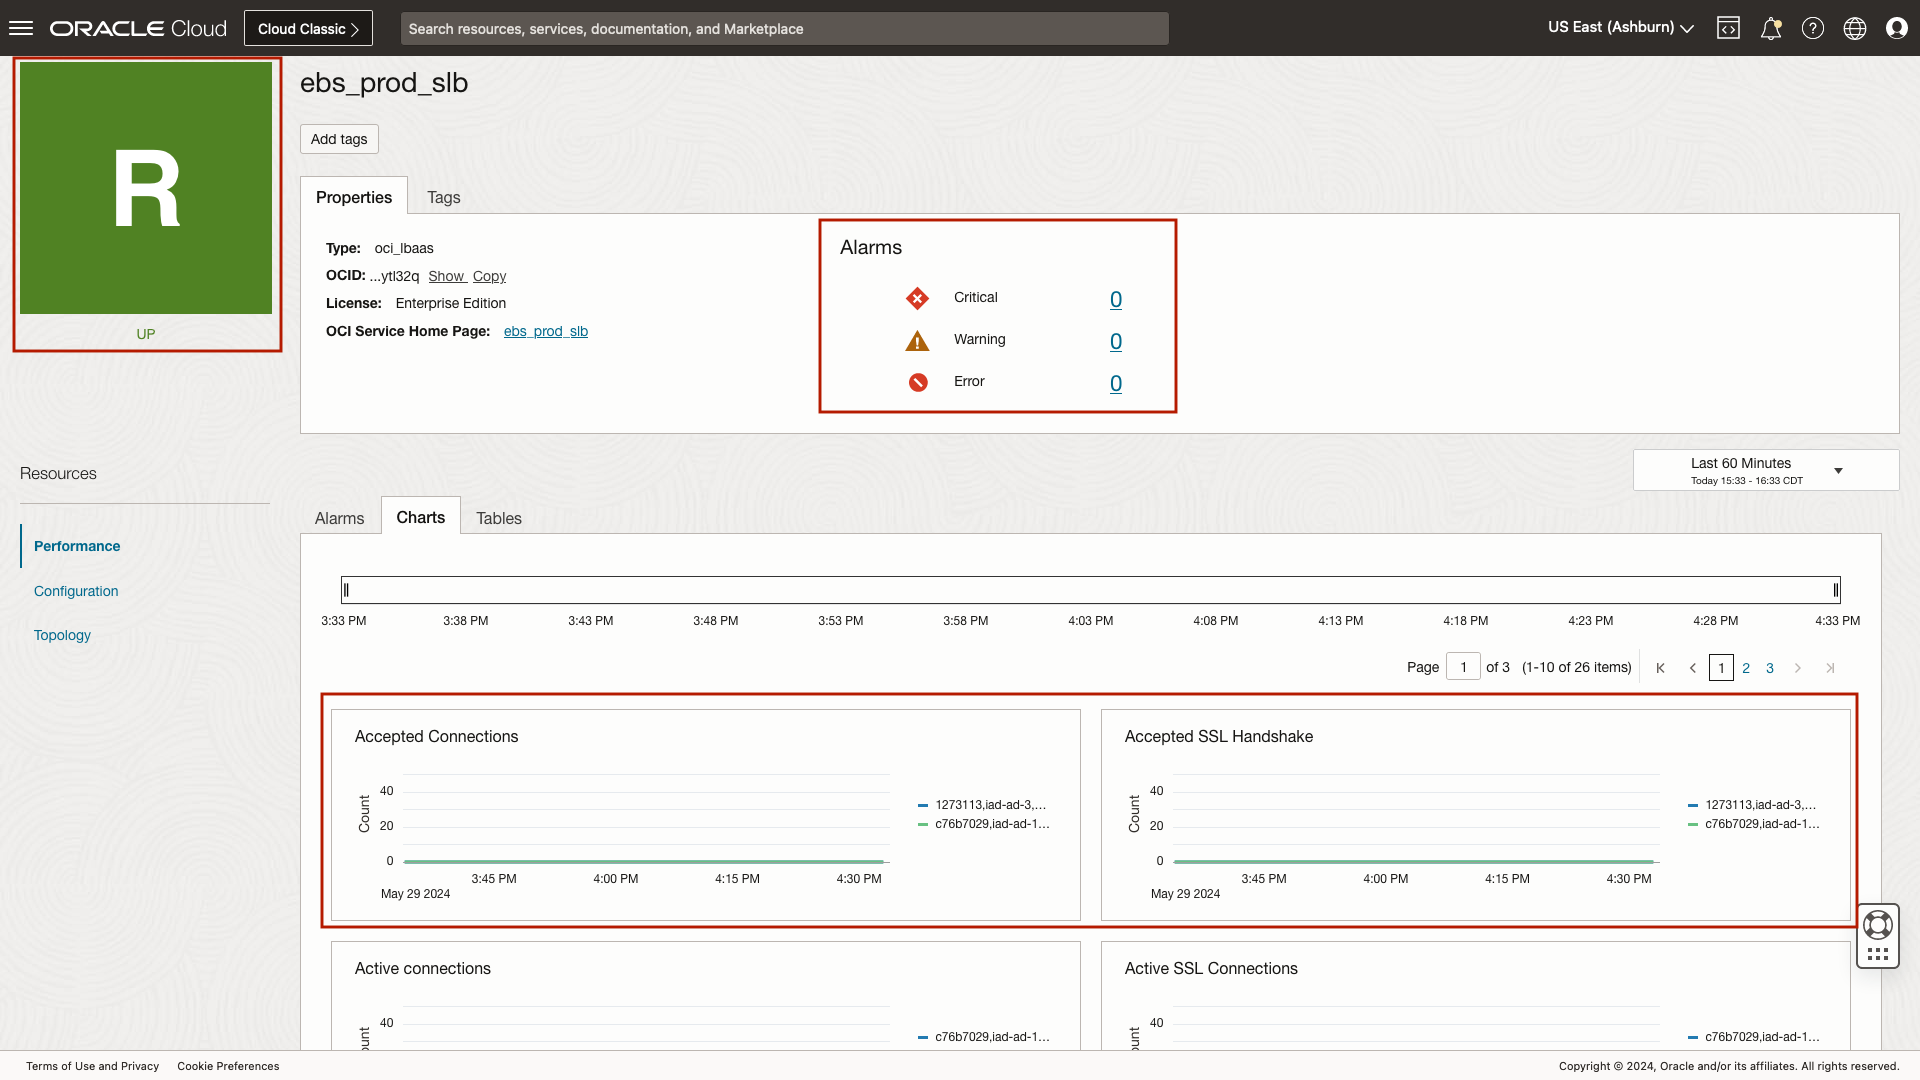 ORACLE Cloud
Cloud Classic
Search resources, services, documentation, and Marketplace
US East (Ashburn)
R
UP
ebs_prod_slb
Add tags
Properties
Tags
Type: oci_lbaas
OCID: ...ytl32q Show Copy
License: Enterprise Edition
OCI Service Home Page: ebs_prod_slb
Alarms
Critical 0
Warning 0
Error 0
Resources
Performance
Configuration
Topology
Last 60 Minutes
Today 15:33 - 16:33 CDT
Alarms
Charts
Tables
3:33 PM 3:38 PM 3:43 PM 3:48 PM 3:53 PM 3:58 PM 4:03 PM 4:08 PM 4:13 PM 4:18 PM 4:23 PM 4:28 PM 4:33 PM
Page 1 of 3 (1-10 of 26 items) 1 2 3
Accepted Connections
Count
40
20
0
3:45 PM 4:00 PM 4:15 PM 4:30 PM
May 29 2024
1273113,iad-ad-3,...
c76b7029,iad-ad-1...
Accepted SSL Handshake
Count
40
20
0
3:45 PM 4:00 PM 4:15 PM 4:30 PM
May 29 2024
1273113,iad-ad-3,...
c76b7029,iad-ad-1...
Active connections
40
c76b7029,iad-ad-1...
Active SSL Connections
40
c76b7029,iad-ad-1...
Terms of Use and Privacy Cookie Preferences
Copyright © 2024, Oracle and/or its affiliates. All rights reserved.